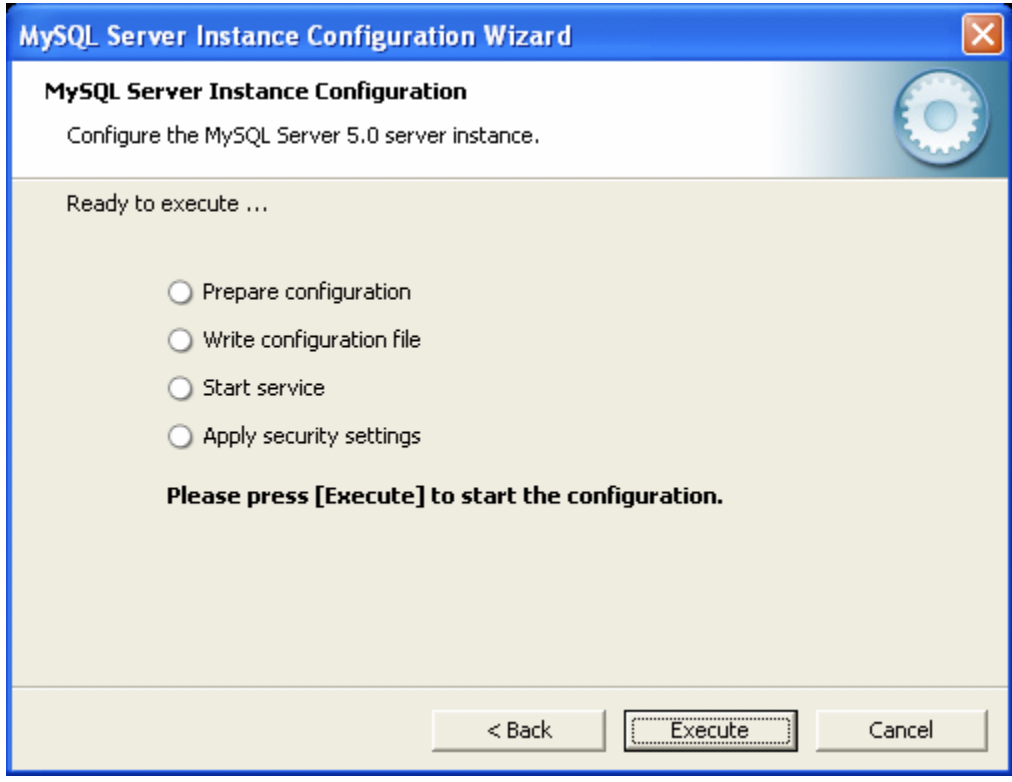 MySQL Server Instance Configuration Wizard
MySQL Server Instance Configuration
Configure the MySQL Server 5.0 server instance.
Ready to execute ...
Prepare configuration
Write configuration file
Start service
Apply security settings
Please press [Execute] to start the configuration.
< Back Execute Cancel